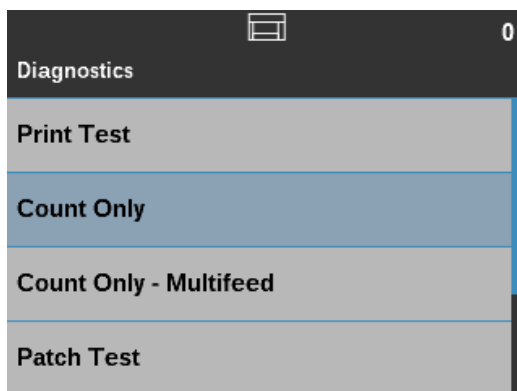 0
Diagnostics
Print Test
Count Only
Count Only - Multifeed
Patch Test